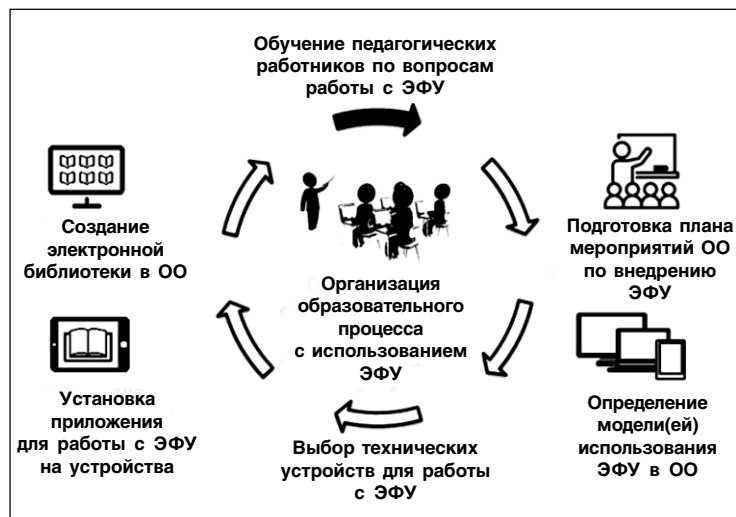 Обучение педагогических
работников по вопросам
работы с ЭФУ
Подготовка плана
мероприятий ОО
по внедрению
ЭФУ
Определение
модели(ей)
использования
ЭФУ в ОО
Выбор технических
устройств для работы
с ЭФУ
Установка
приложения
для работы с ЭФУ
на устройства
Создание
электронной
библиотеки в ОО
Организация
образовательного
процесса
с использованием
ЭФУ